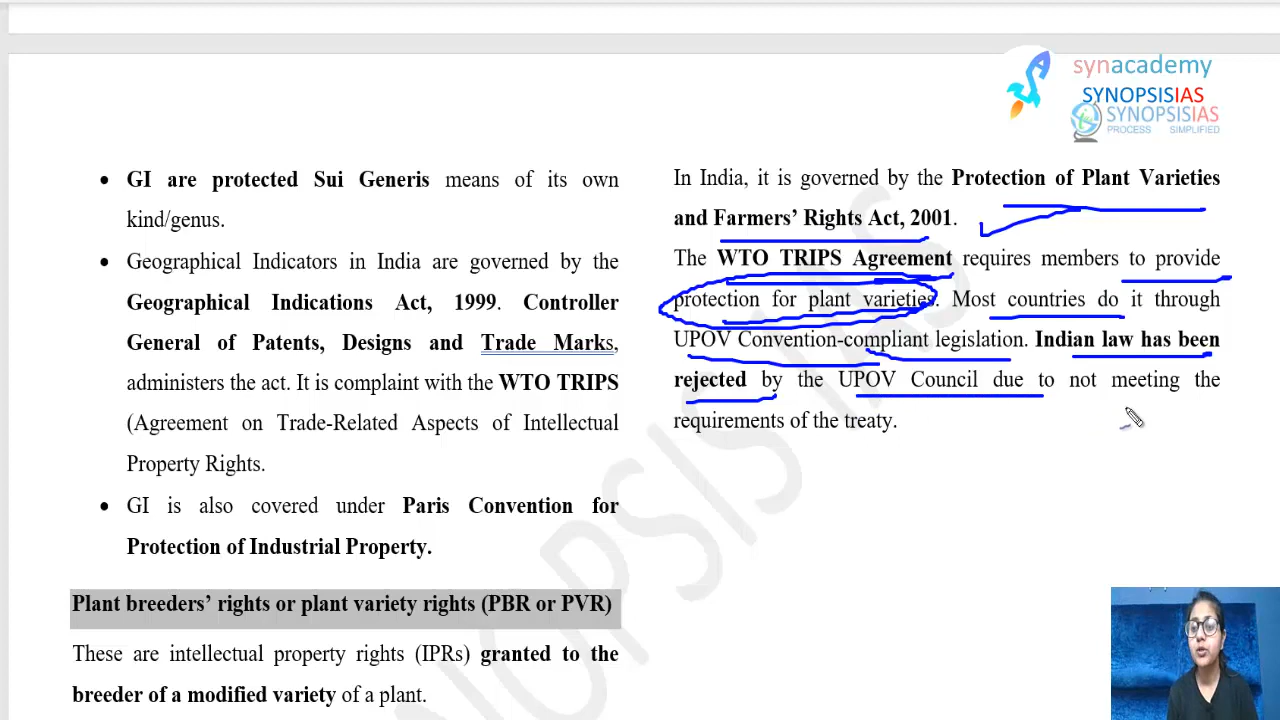 synacademy
SYNOPSISIAS
SYNOPSISIAS
PROCESS SIMPLIFIED
• GI are protected Sui Generis means of its own
kind/genus.
• Geographical Indicators in India are governed by the
Geographical Indications Act, 1999. Controller
General of Patents, Designs and Trade Marks,
administers the act. It is complaint with the WTO TRIPS
(Agreement on Trade-Related Aspects of Intellectual
Property Rights.
• GI is also covered under Paris Convention for
Protection of Industrial Property.
Plant breeders’ rights or plant variety rights (PBR or PVR)
These are intellectual property rights (IPRs) granted to the
breeder of a modified variety of a plant.
In India, it is governed by the Protection of Plant Varieties
and Farmers’ Rights Act, 2001.
The WTO TRIPS Agreement requires members to provide
protection for plant varieties. Most countries do it through
UPOV Convention-compliant legislation. Indian law has been
rejected by the UPOV Council due to not meeting the
requirements of the treaty.
NOPSIS IAS